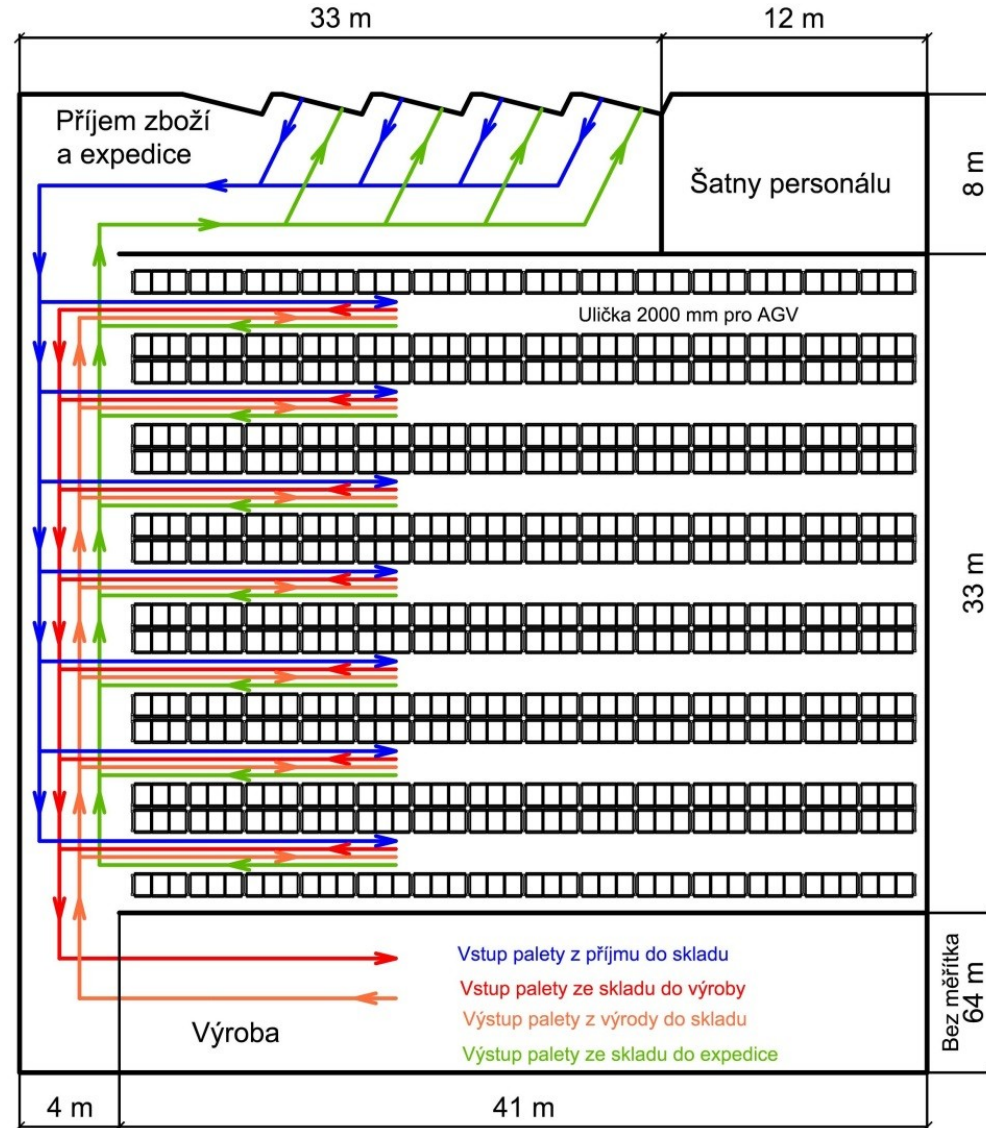 33 m
12 m
Příjem zboží
a expedice
Šatny personálu
8 m
Ulička 2000 mm pro AGV
33 m
Vstup palety z příjmu do skladu
Vstup palety ze skladu do výroby
Výstup palety z výrody do skladu
Výstup palety ze skladu do expedice
Výroba
Bez měřítka
64 m
4 m
41 m